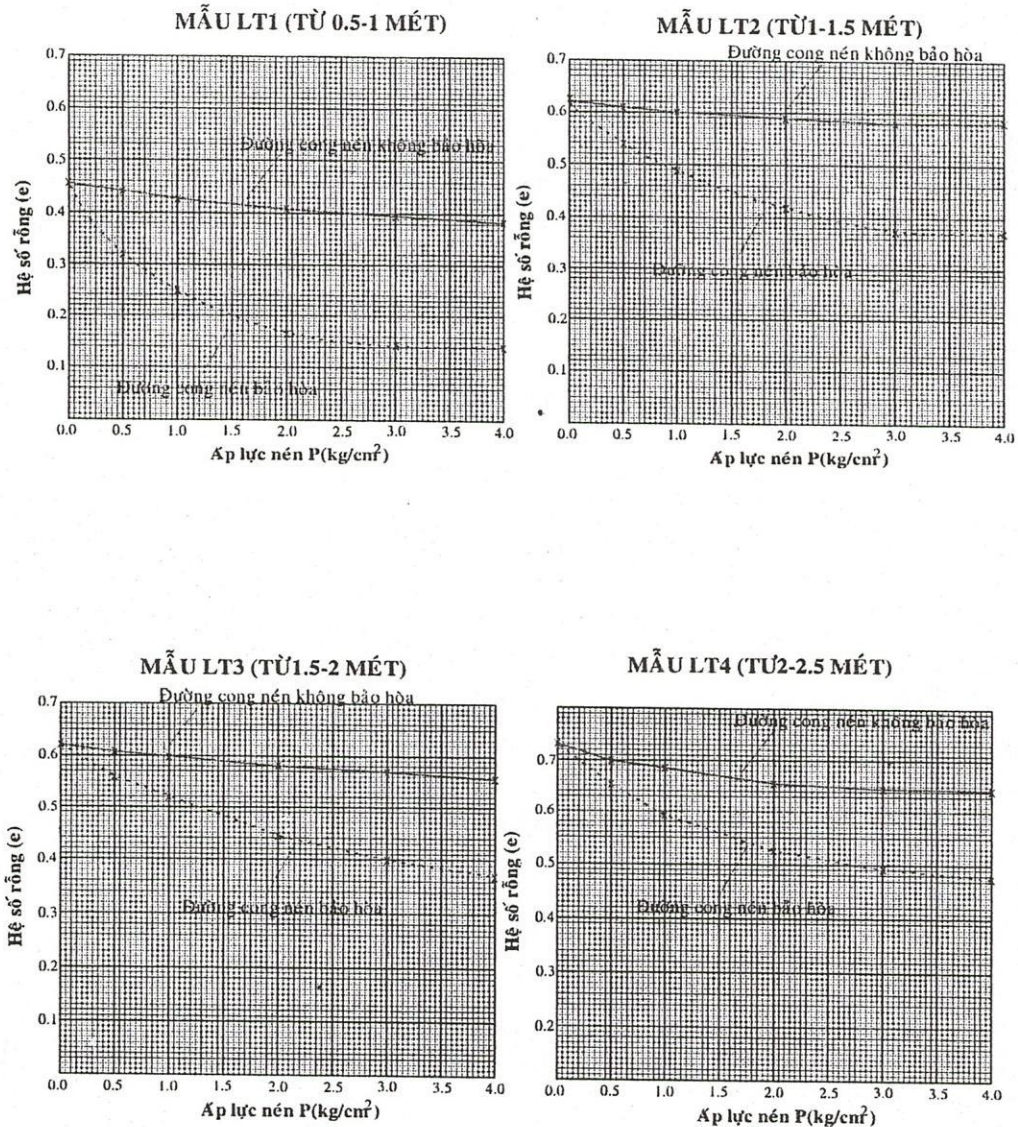 MẪU LT1 (TỪ 0.5-1 MÉT)
0.7
0.6
0.5
0.4
0.3
0.2
0.1
Hệ số rỗng (e)
Đường cong nén không bảo hòa
Đường cong nén bảo hòa
0.0 0.5 1.0 1.5 2.0 2.5 3.0 3.5 4.0
Áp lực nén P(kg/cm²)
MẪU LT2 (TỪ1-1.5 MÉT)
Đường cong nén không bảo hòa
0.7
0.6
0.5
0.4
0.3
0.2
0.1
Hệ số rỗng (e)
Đường cong nén bảo hòa
0.0 0.5 1.0 1.5 2.0 2.5 3.0 3.5 4.0
Áp lực nén P(kg/cm²)
MẪU LT3 (TỪ1.5-2 MÉT)
Đường cong nén không bảo hòa
0.7
0.6
0.5
0.4
0.3
0.2
0.1
Hệ số rỗng (e)
Đường cong nén bảo hòa
0.0 0.5 1.0 1.5 2.0 2.5 3.0 3.5 4.0
Áp lực nén P(kg/cm²)
MẪU LT4 (TƯ2-2.5 MÉT)
Đường cong nén không bảo hòa
0.7
0.6
0.5
0.4
0.3
0.2
Hệ số rỗng (e)
Đường cong nén bảo hòa
0.0 0.5 1.0 1.5 2.0 2.5 3.0 3.5 4.0
Áp lực nén P(kg/cm²)